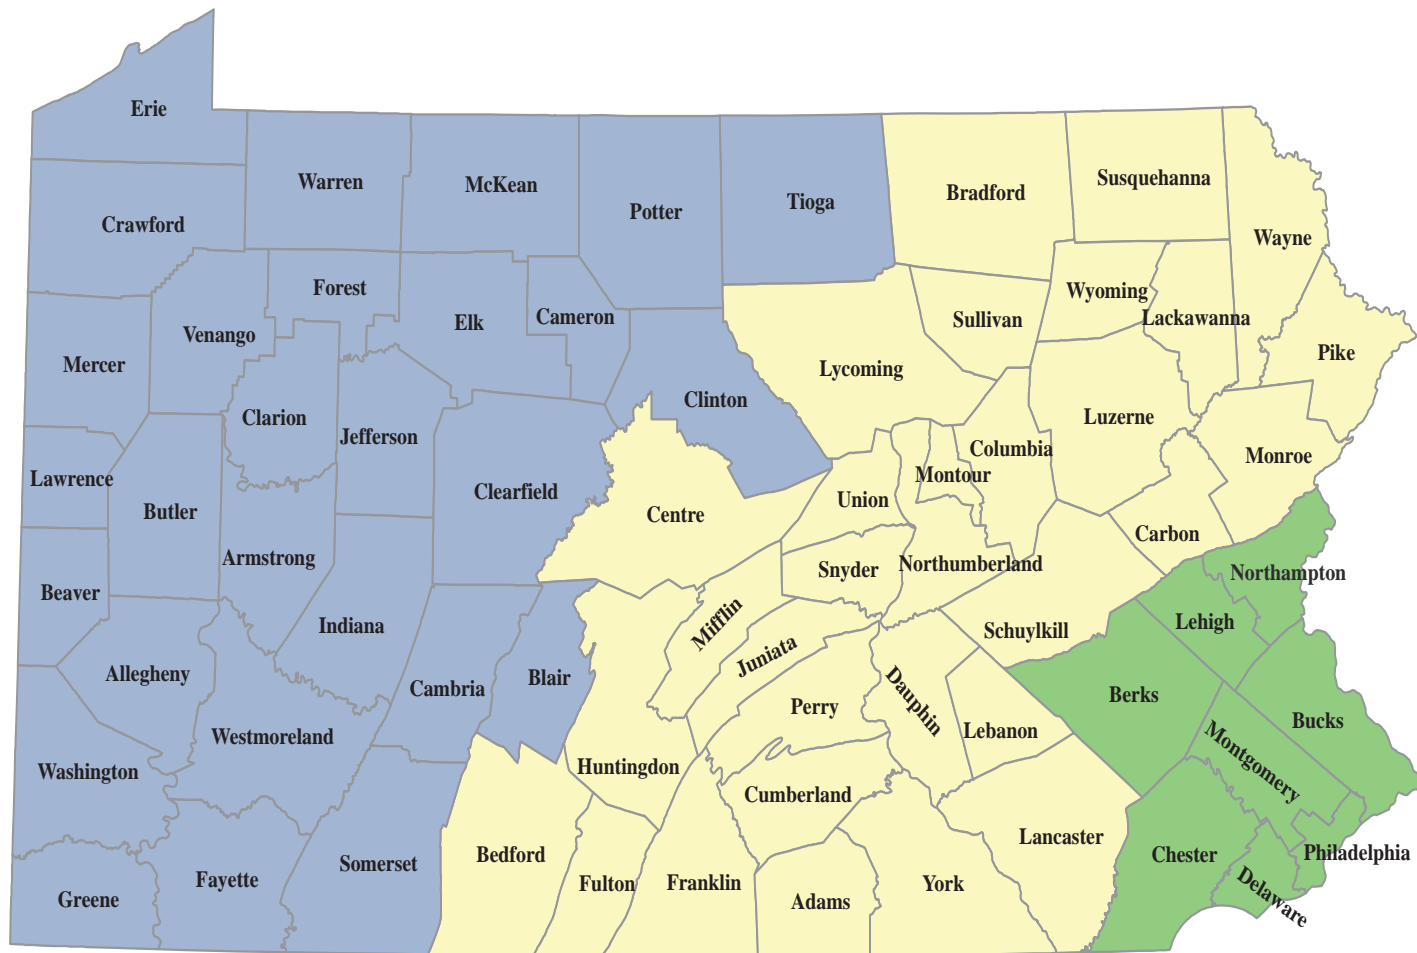 Erie
Warren
McKean
Potter
Tioga
Bradford
Susquehanna
Wayne
Crawford
Forest
Elk
Cameron
Venango
Sullivan
Wyoming
Lackawanna
Pike
Mercer
Clarion
Jefferson
Clinton
Lycoming
Columbia
Luzerne
Monroe
Lawrence
Butler
Clearfield
Centre
Union
Montour
Carbon
Armstrong
Snyder
Northumberland
Northampton
Beaver
Indiana
Mifflin
Juniata
Schuylkill
Lehigh
Allegheny
Cambria
Blair
Perry
Dauphin
Lebanon
Berks
Bucks
Westmoreland
Washington
Huntingdon
Cumberland
Montgomery
Lancaster
Greene
Fayette
Somerset
Bedford
Fulton
Franklin
Adams
York
Chester
Delaware
Philadelphia